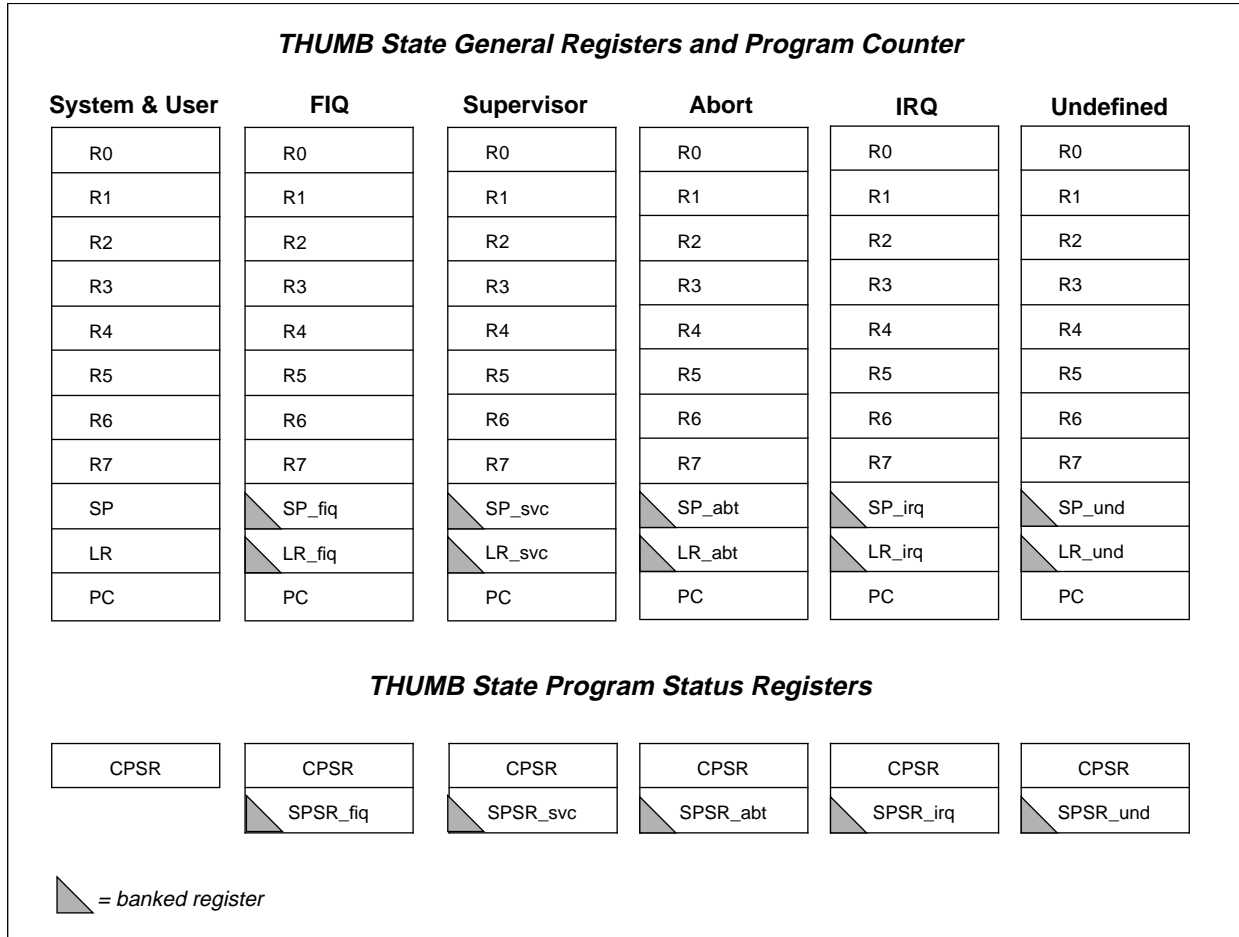 THUMB State General Registers and Program Counter
System & User FIQ Supervisor Abort IRQ Undefined
R0 R0 R0 R0 R0 R0
R1 R1 R1 R1 R1 R1
R2 R2 R2 R2 R2 R2
R3 R3 R3 R3 R3 R3
R4 R4 R4 R4 R4 R4
R5 R5 R5 R5 R5 R5
R6 R6 R6 R6 R6 R6
R7 R7 R7 R7 R7 R7
SP SP_fiq SP_svc SP_abt SP_irq SP_und
LR LR_fiq LR_svc LR_abt LR_irq LR_und
PC PC PC PC PC PC
THUMB State Program Status Registers
CPSR CPSR CPSR CPSR CPSR CPSR
SPSR_fiq SPSR_svc SPSR_abt SPSR_irq SPSR_und
= banked register